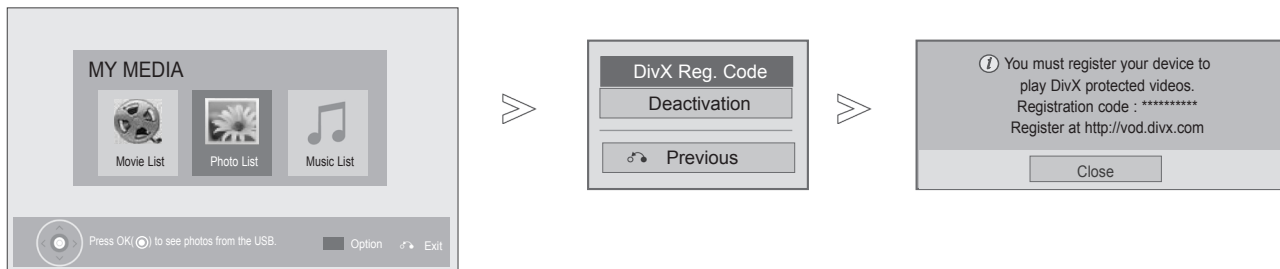 MY MEDIA
Movie List
Photo List
Music List
Press OK(◉) to see photos from the USB.
Option
Exit
DivX Reg. Code
Deactivation
Previous
You must register your device to
play DivX protected videos.
Registration code : **********
Register at http://vod.divx.com
Close